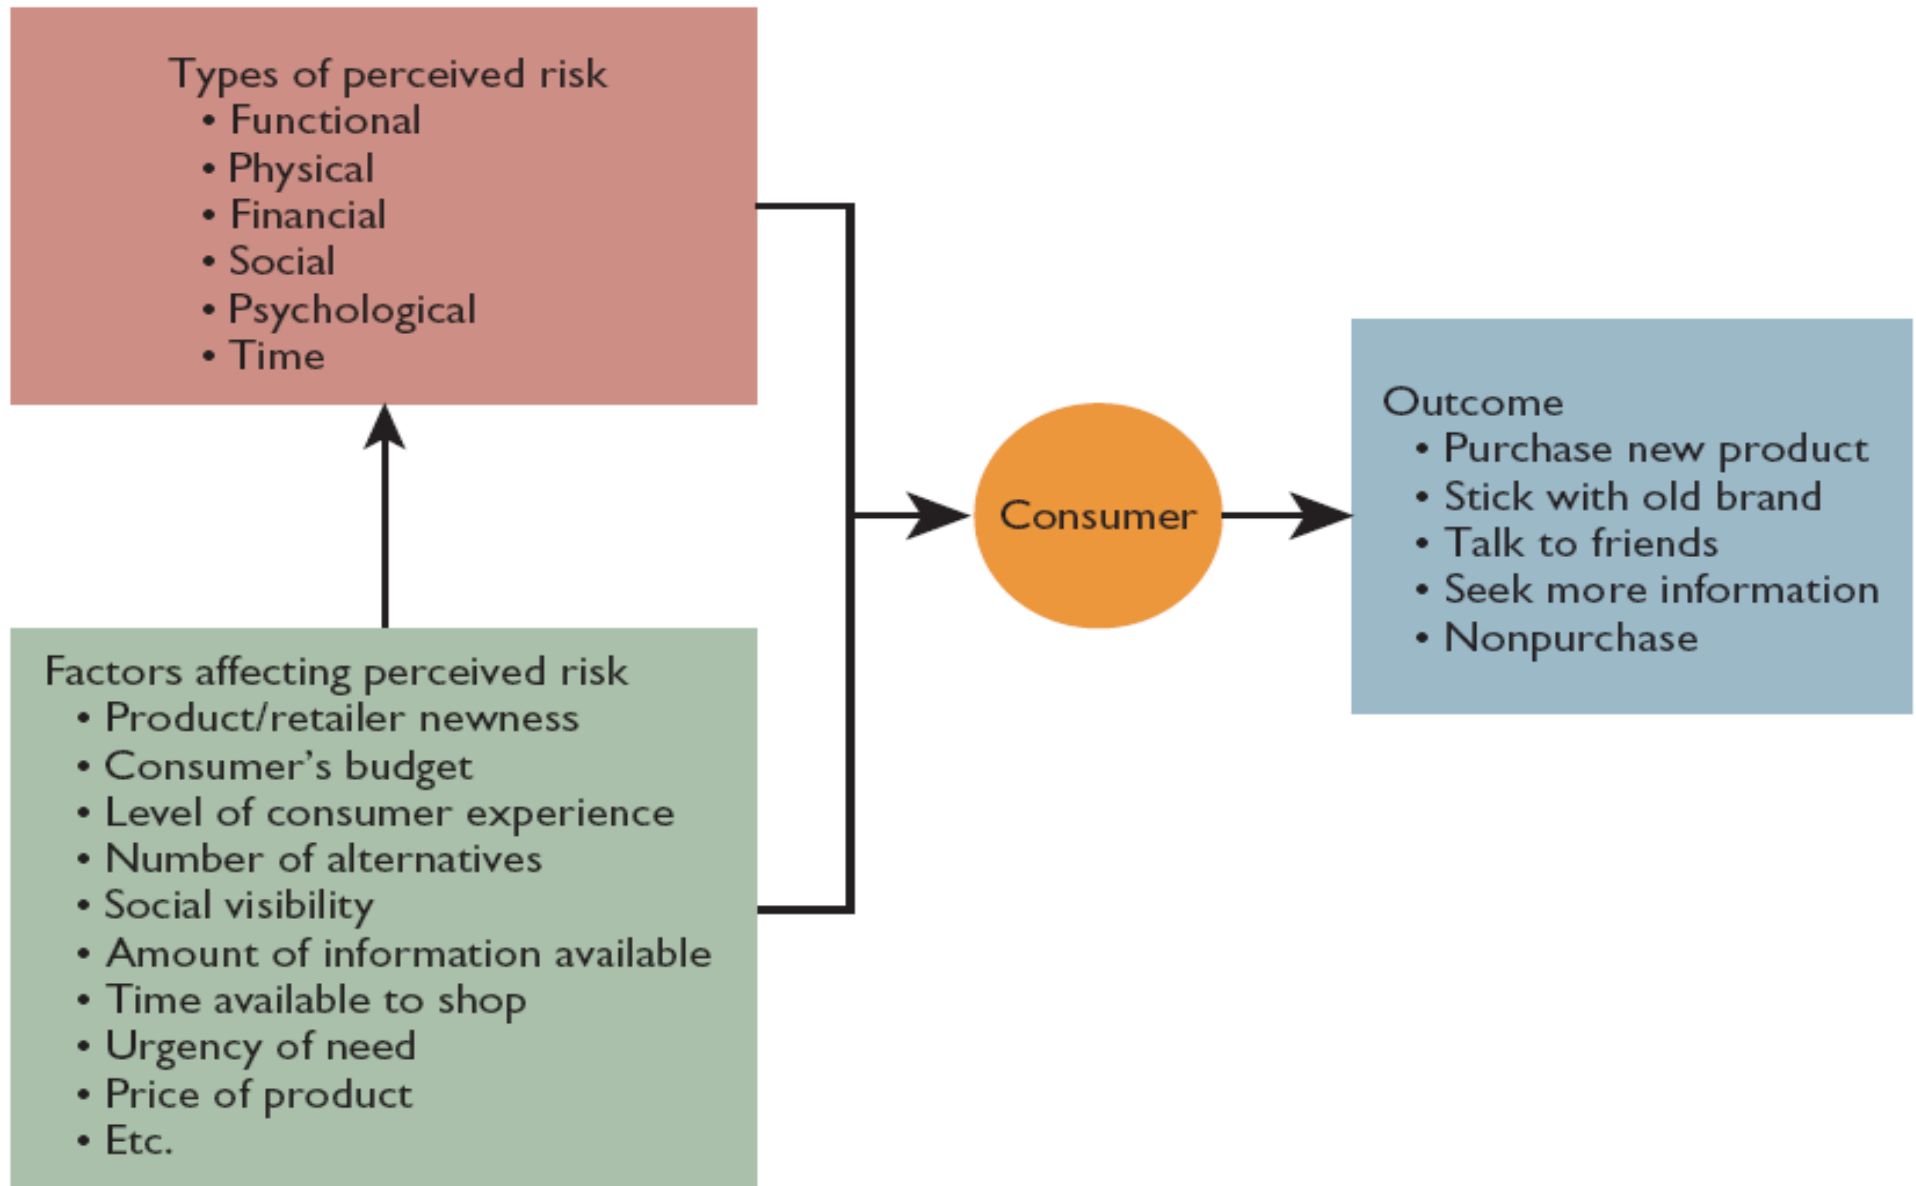 Types of perceived risk
• Functional
• Physical
• Financial
• Social
• Psychological
• Time
Factors affecting perceived risk
• Product/retailer newness
• Consumer’s budget
• Level of consumer experience
• Number of alternatives
• Social visibility
• Amount of information available
• Time available to shop
• Urgency of need
• Price of product
• Etc.
Consumer
Outcome
• Purchase new product
• Stick with old brand
• Talk to friends
• Seek more information
• Nonpurchase